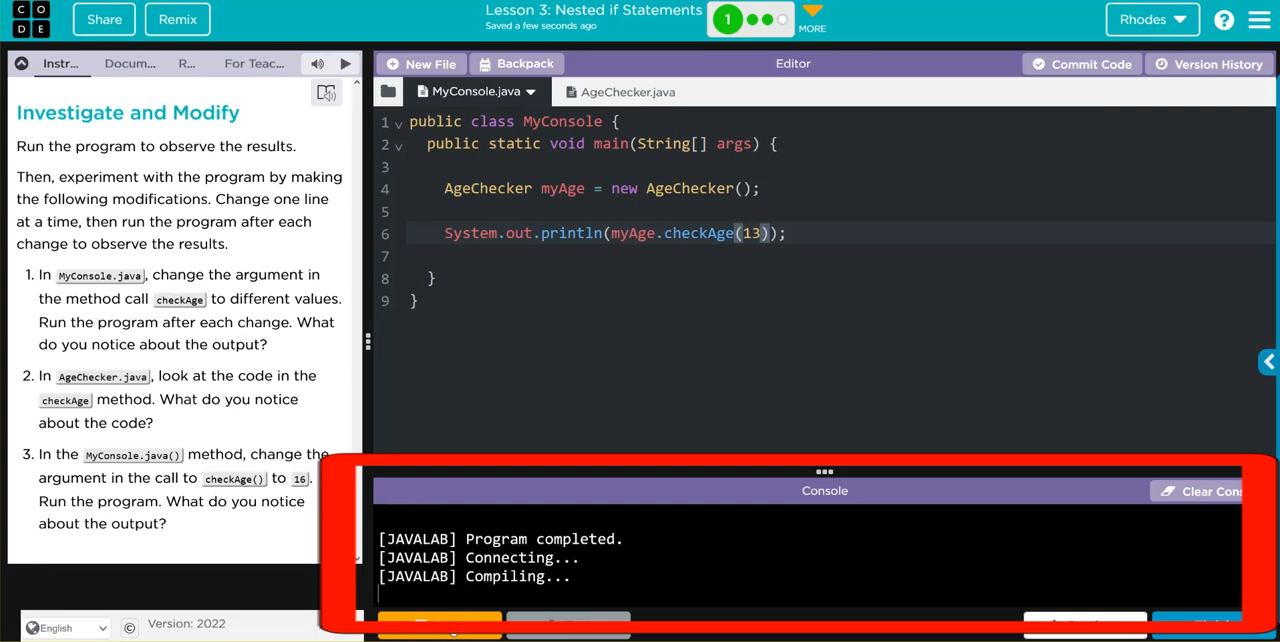 C O
D E
Share
Remix
Lesson 3: Nested if Statements
Saved a few seconds ago
1
MORE
Rhodes
?
Instr...
Docum...
R...
For Teac...
New File
Backpack
Editor
Commit Code
Version History
MyConsole.java
AgeChecker.java
Investigate and Modify
Run the program to observe the results.
Then, experiment with the program by making
the following modifications. Change one line
at a time, then run the program after each
change to observe the results.
1. In MyConsole.java, change the argument in
the method call checkAge to different values.
Run the program after each change. What
do you notice about the output?
2. In AgeChecker.java, look at the code in the
checkAge method. What do you notice
about the code?
3. In the MyConsole.java() method, change the
argument in the call to checkAge() to 16.
Run the program. What do you notice
about the output?
1 public class MyConsole {
2 public static void main(String[] args) {
3
4 AgeChecker myAge = new AgeChecker();
5
6 System.out.println(myAge.checkAge(13));
7
8 }
9 }
Console
Clear Cons
[JAVALAB] Program completed.
[JAVALAB] Connecting...
[JAVALAB] Compiling...
English
©
Version: 2022